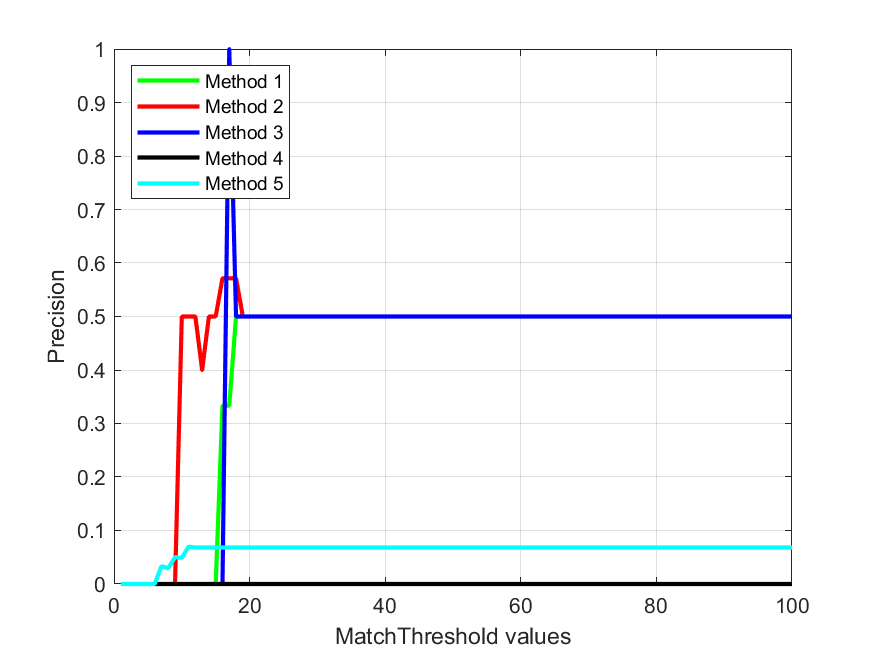 1
0.9
0.8
0.7
0.6
0.5
0.4
0.3
0.2
0.1
0
Precision
Method 1
Method 2
Method 3
Method 4
Method 5
0 20 40 60 80 100
MatchThreshold values